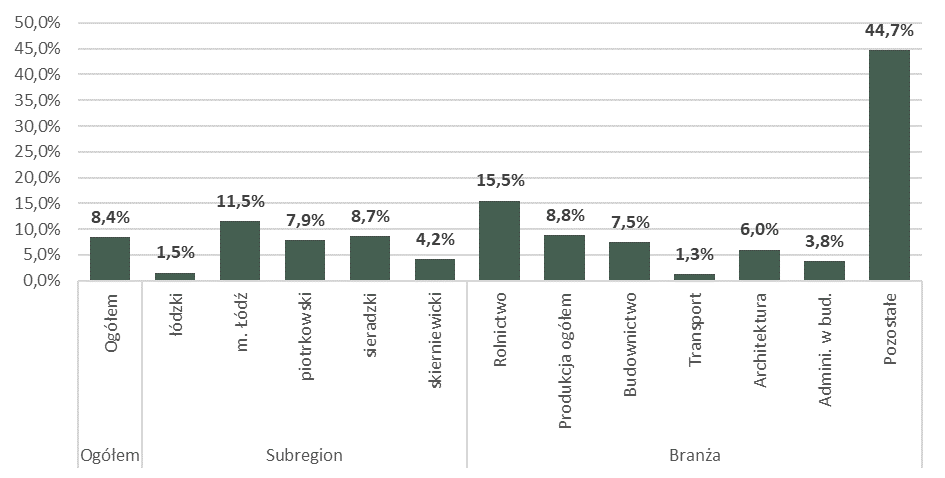 50,0%
45,0%
40,0%
35,0%
30,0%
25,0%
20,0%
15,0%
10,0%
5,0%
0,0%
8,4%
1,5%
11,5%
7,9%
8,7%
4,2%
15,5%
8,8%
7,5%
1,3%
6,0%
3,8%
44,7%
Ogółem
łódzki
m. Łódź
piotrkowski
sieradzki
skierniewicki
Rolnictwo
Produkcja ogółem
Budownictwo
Transport
Architektura
Admini. w bud.
Pozostałe
Ogółem
Subregion
Branża